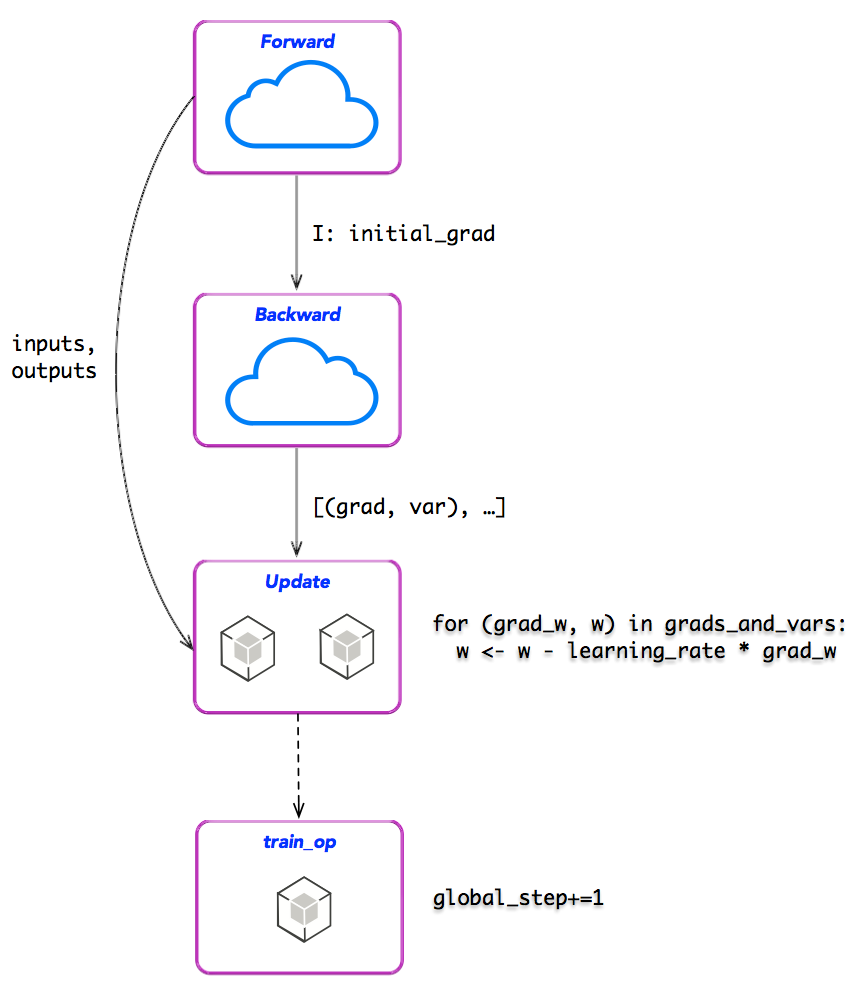 Forward
I: initial_grad
Backward
inputs,
outputs
[(grad, var), …]
Update
for (grad_w, w) in grads_and_vars:
  w <- w - learning_rate * grad_w
train_op
global_step+=1